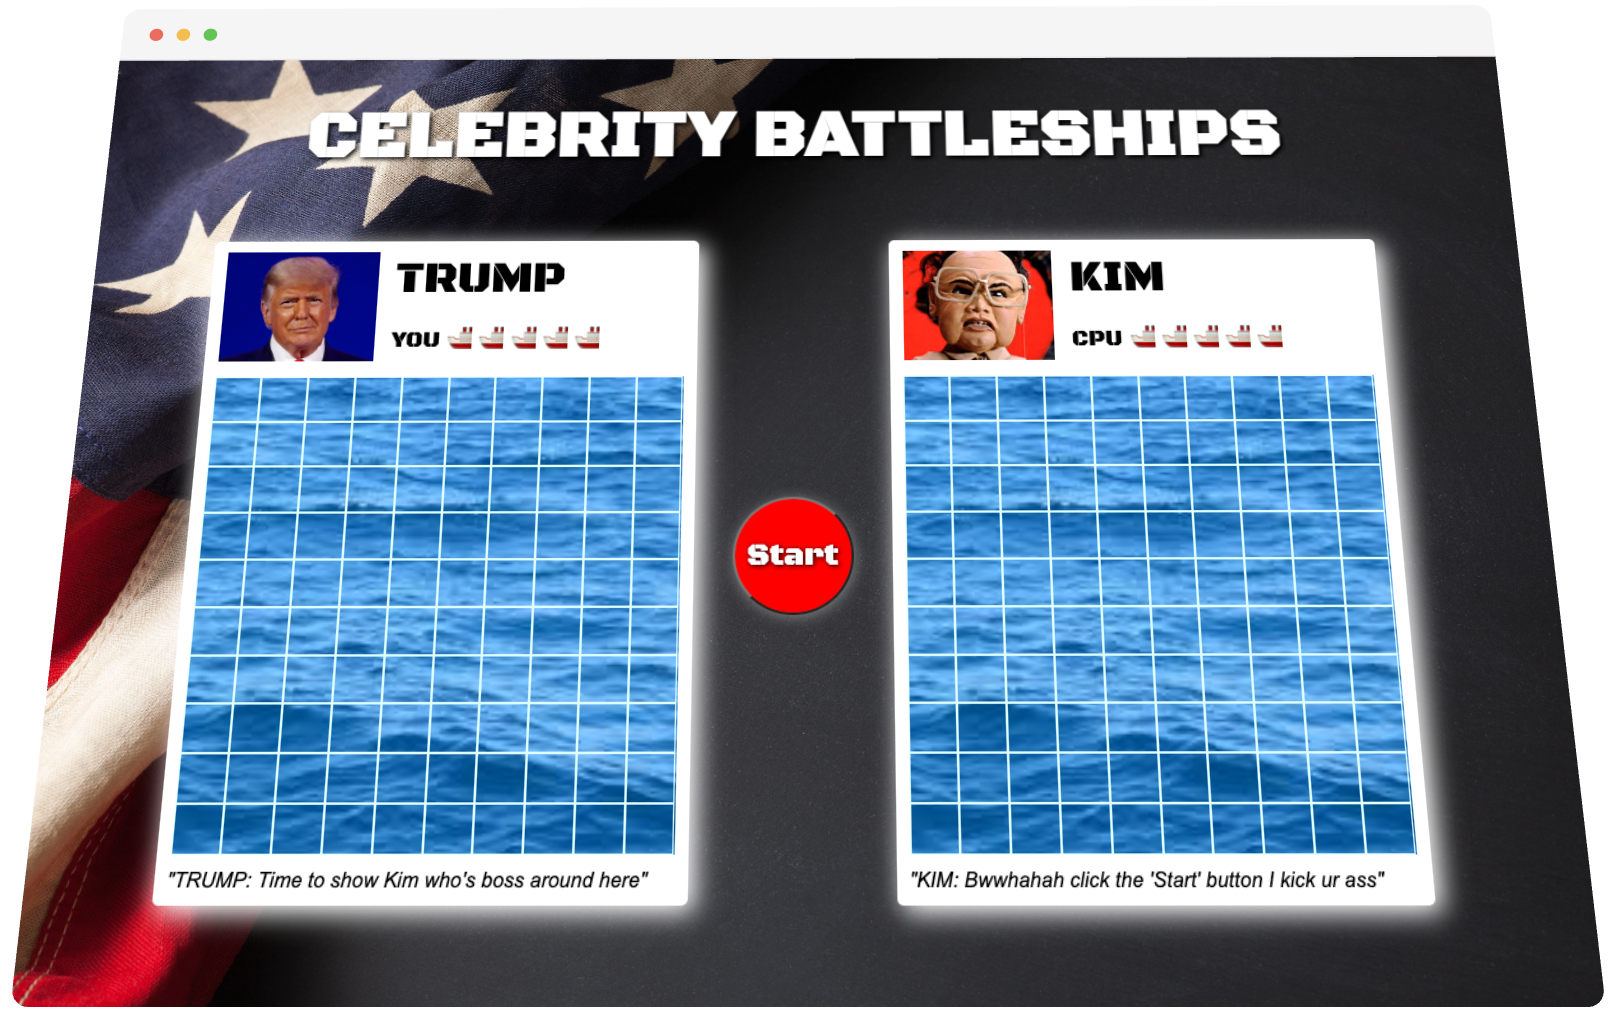 CELEBRITY BATTLESHIPS
TRUMP
YOU
"TRUMP: Time to show Kim who's boss around here"
Start
KIM
CPU
"KIM: Bwwhahah click the 'Start' button I kick ur ass"